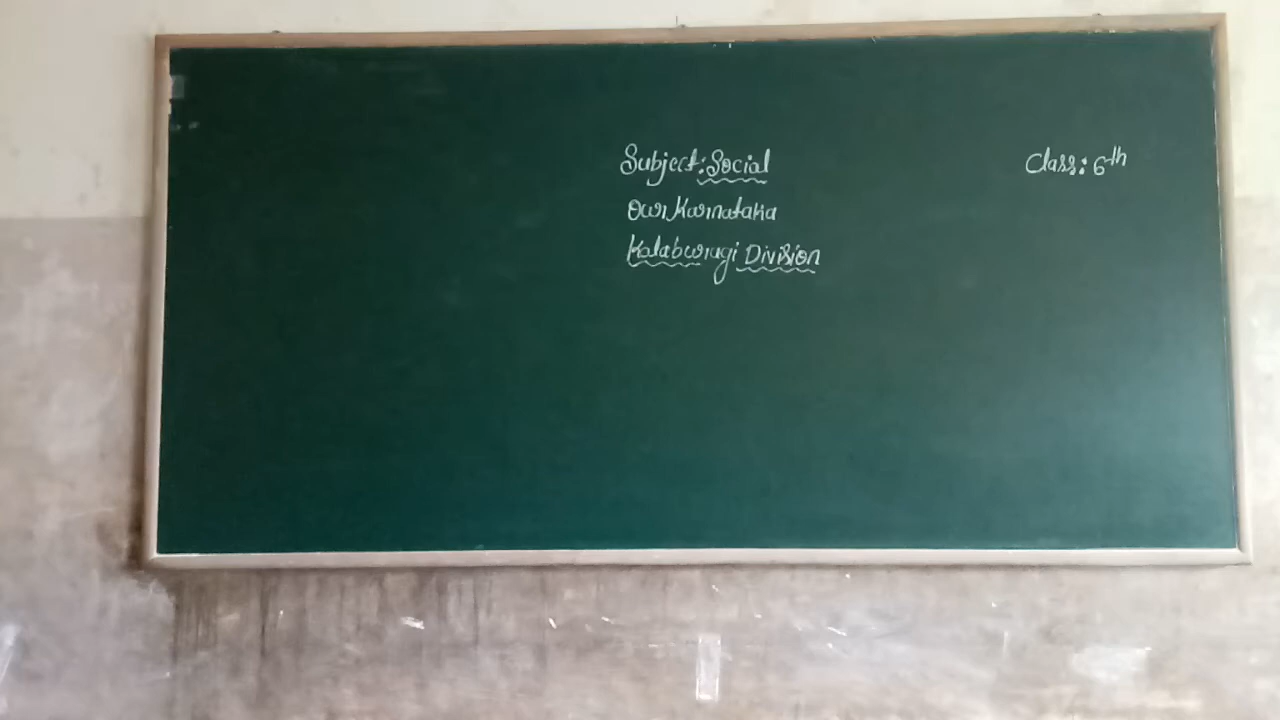 Subject: Social
Class: 6th
Our Karnataka
Kalaburagi Division